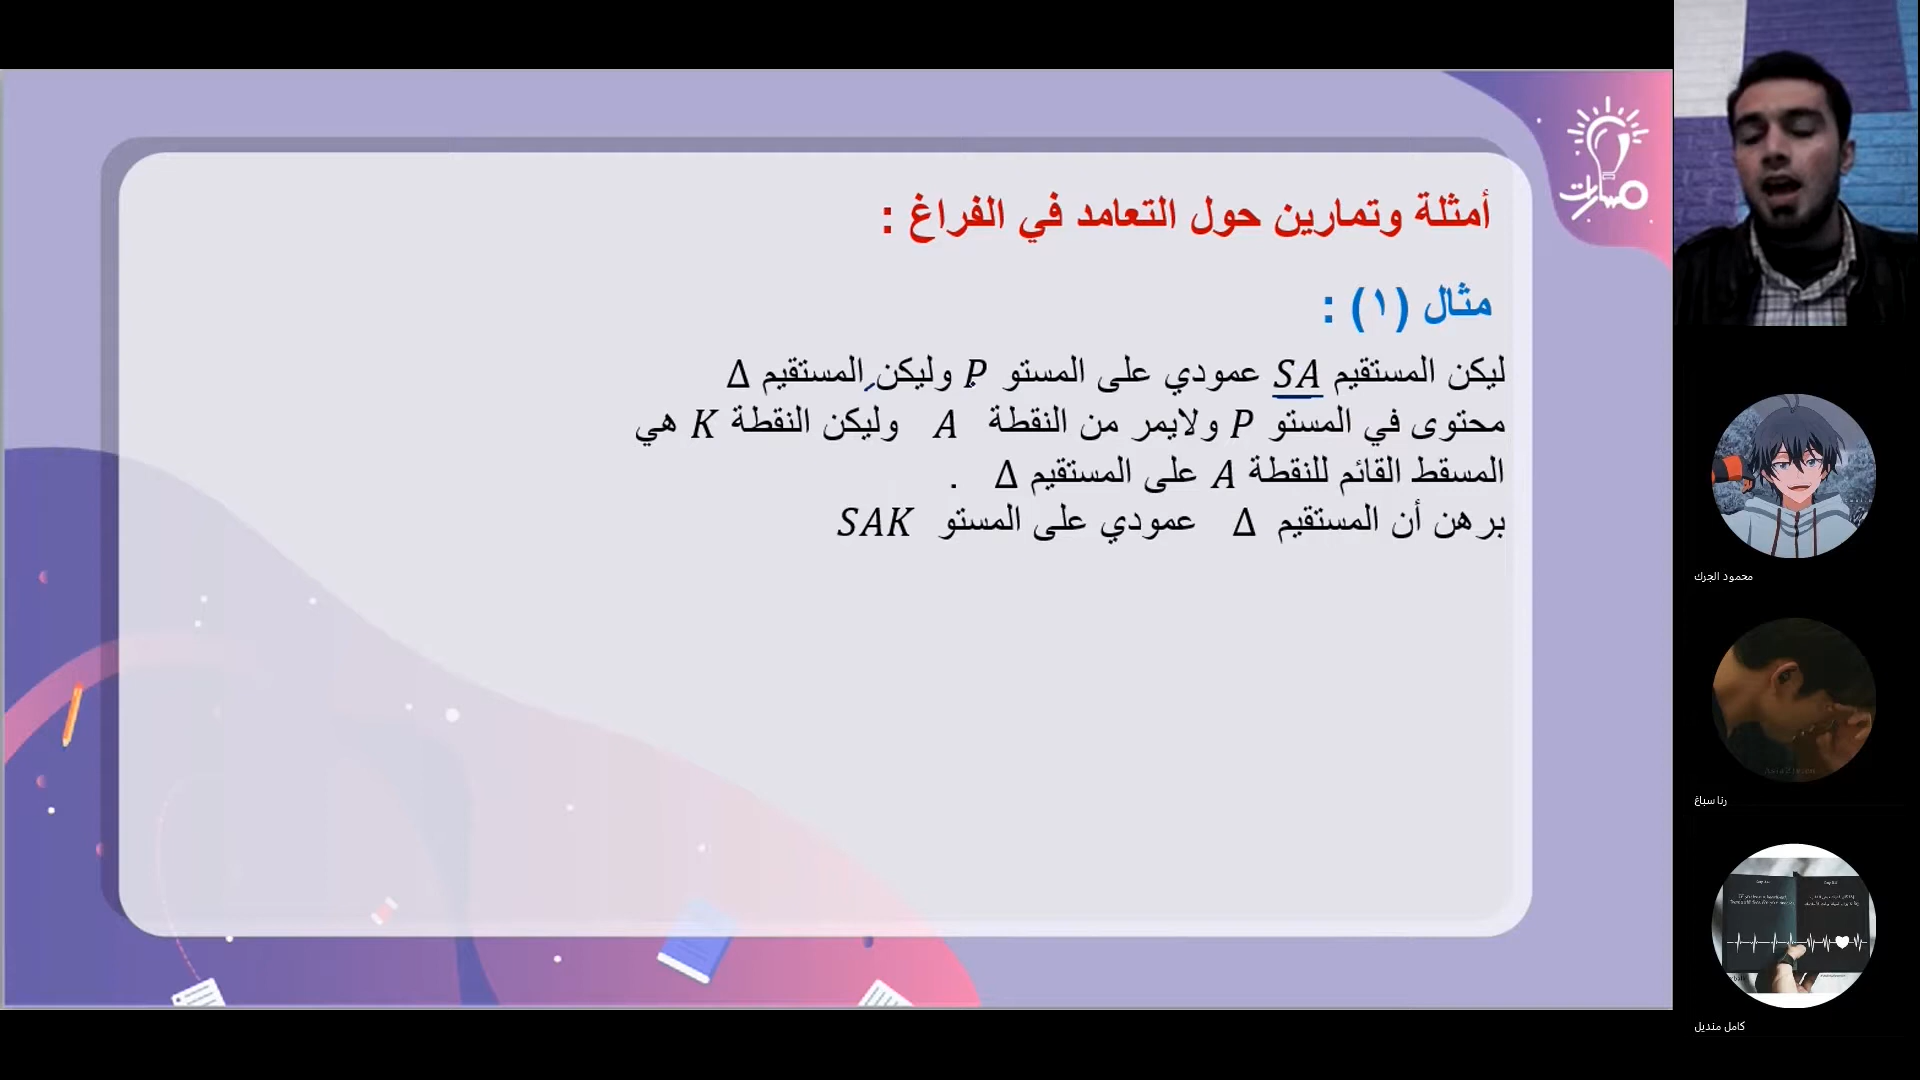 مسارات
أمثلة وتمارين حول التعامد في الفراغ :
مثال (١) :
ليكن المستقيم SA عمودي على المستو P وليكن المستقيم Δ
محتوى في المستو P ولايمر من النقطة A وليكن النقطة K هي
المسقط القائم للنقطة A على المستقيم Δ .
برهن أن المستقيم Δ عمودي على المستو SAK
محمود الجرك
رنا سباغ
كامل منديل